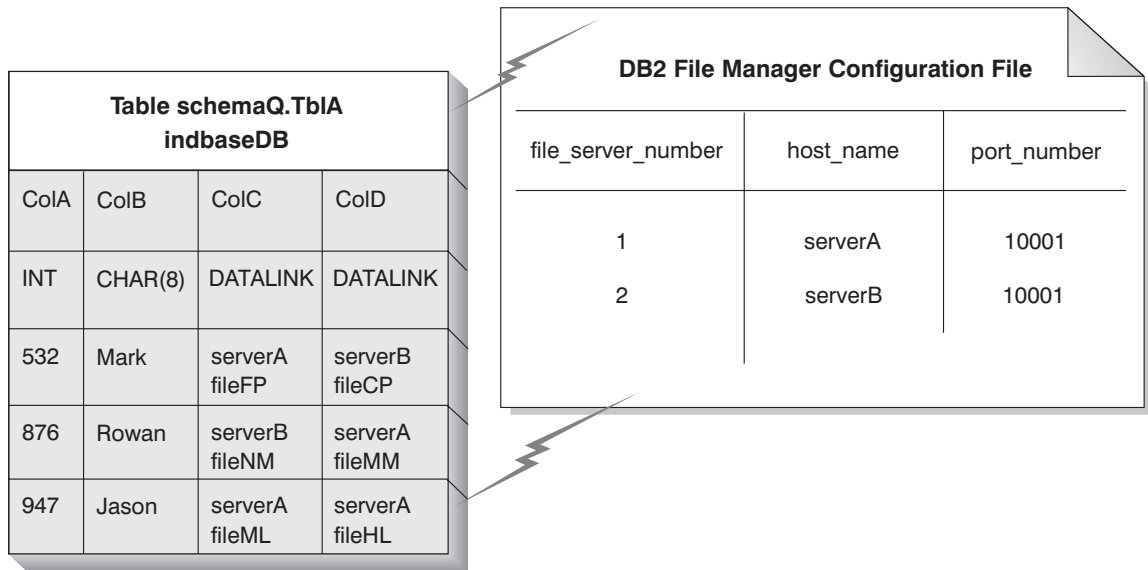 Table schemaQ.TblA
indbaseDB
ColA ColB ColC ColD
INT CHAR(8) DATALINK DATALINK
532 Mark serverA serverB
fileFP fileCP
876 Rowan serverB serverA
fileNM fileMM
947 Jason serverA serverA
fileML fileHL
DB2 File Manager Configuration File
file_server_number host_name port_number
1 serverA 10001
2 serverB 10001